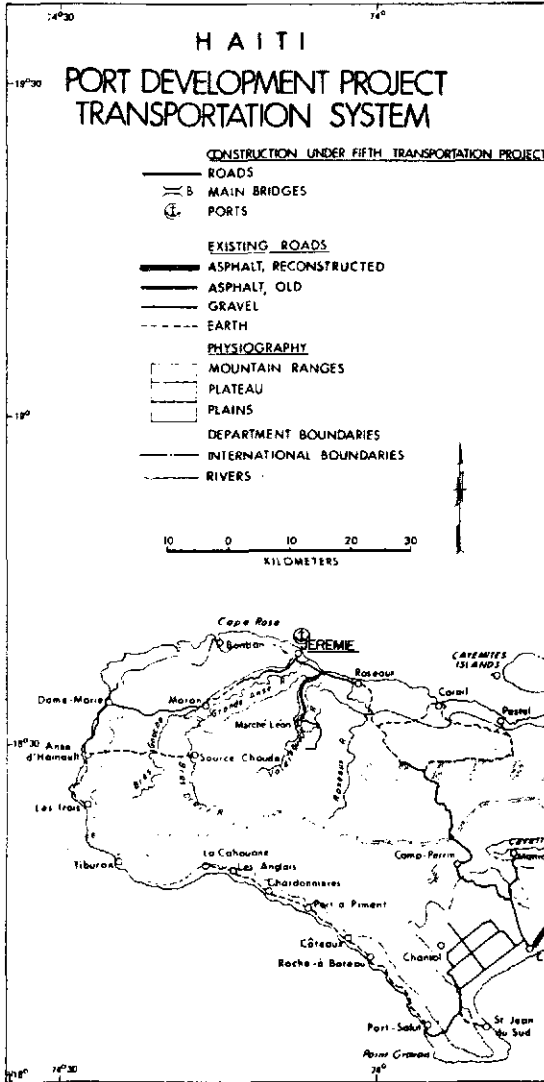 74°30'
74°
HAITI
19°30
PORT DEVELOPMENT PROJECT
TRANSPORTATION SYSTEM
CONSTRUCTION UNDER FIFTH TRANSPORTATION PROJECT
ROADS
B MAIN BRIDGES
PORTS
EXISTING ROADS
ASPHALT, RECONSTRUCTED
ASPHALT, OLD
GRAVEL
EARTH
PHYSIOGRAPHY
MOUNTAIN RANGES
PLATEAU
PLAINS
DEPARTMENT BOUNDARIES
INTERNATIONAL BOUNDARIES
RIVERS
19°
10 0 10 20 30
KILOMETERS
Cape Rose
JEREMIE
Bonbon
CAYEMITES
ISLANDS
Roseaux
Dame-Marie
Moron
Grande Anse R
Corail
Pestel
Marché Léon
18°30
Anse
d'Hainault
Source Chaude
Roseaux R
Les Irois
Tiburon
La Cahouane
Les Anglais
Camp-Perrin
Chardonnieres
Port a Piment
Côteaux
Chantal
Roche-à Bateau
Port-Salut
St Jean
du Sud
Point Gravois
18°
74°30'
74°